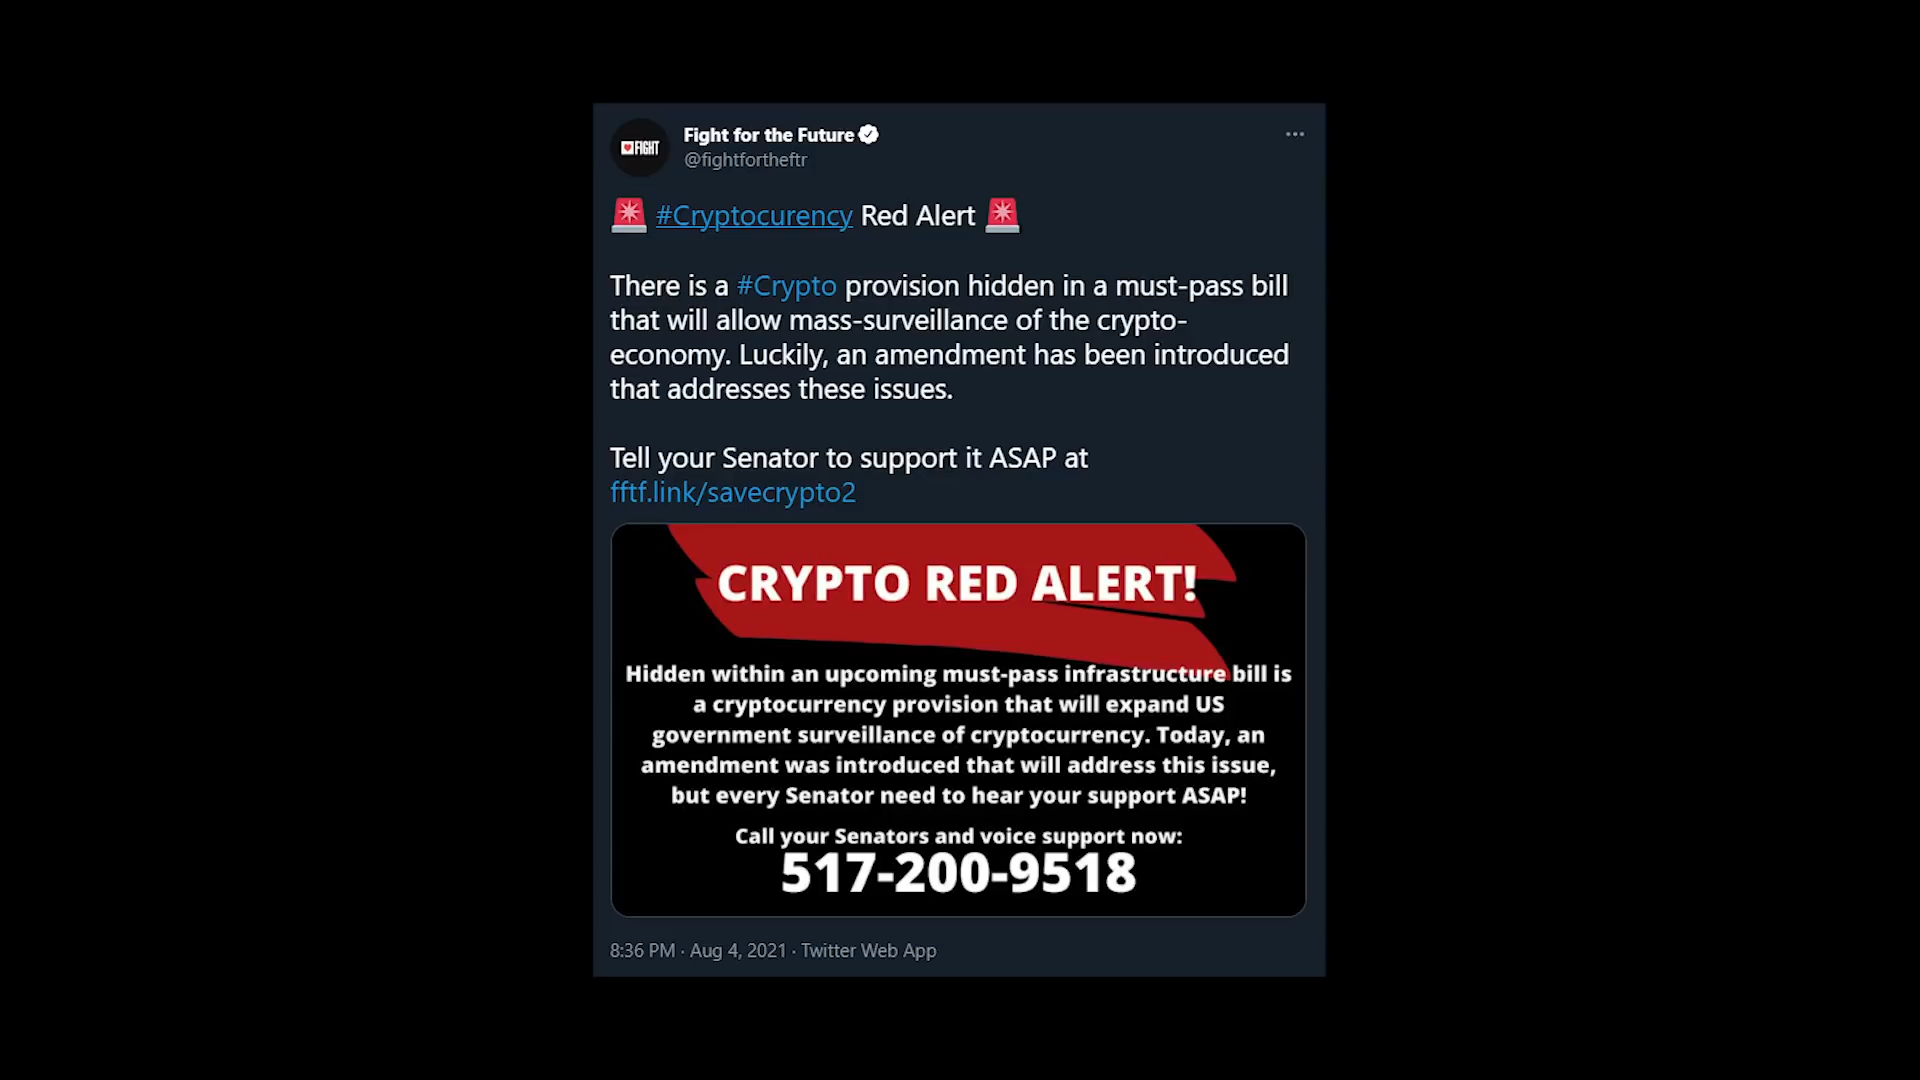 FIGHT
Fight for the Future
@fightfortheftr
#Cryptocurency Red Alert
There is a #Crypto provision hidden in a must-pass bill
that will allow mass-surveillance of the crypto-
economy. Luckily, an amendment has been introduced
that addresses these issues.
Tell your Senator to support it ASAP at
fftf.link/savecrypto2
CRYPTO RED ALERT!
Hidden within an upcoming must-pass infrastructure bill is
a cryptocurrency provision that will expand US
government surveillance of cryptocurrency. Today, an
amendment was introduced that will address this issue,
but every Senator need to hear your support ASAP!
Call your Senators and voice support now:
517-200-9518
8:36 PM · Aug 4, 2021 · Twitter Web App